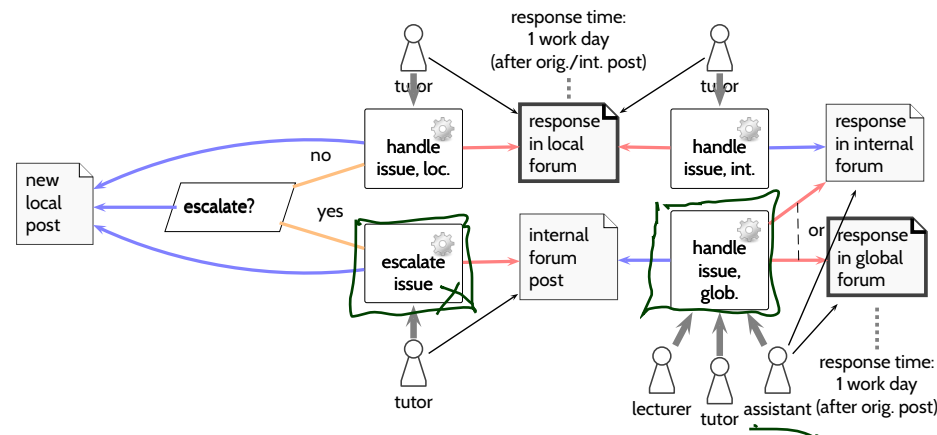 response time:
1 work day
(after orig./int. post)
tutor
tutor
handle
issue, loc.
response
in local
forum
handle
issue, int.
response
in internal
forum
no
new
local
post
escalate?
yes
escalate
issue
internal
forum
post
handle
issue,
glob.
or
response
in global
forum
tutor
lecturer
tutor
assistant
response time:
1 work day
(after orig. post)